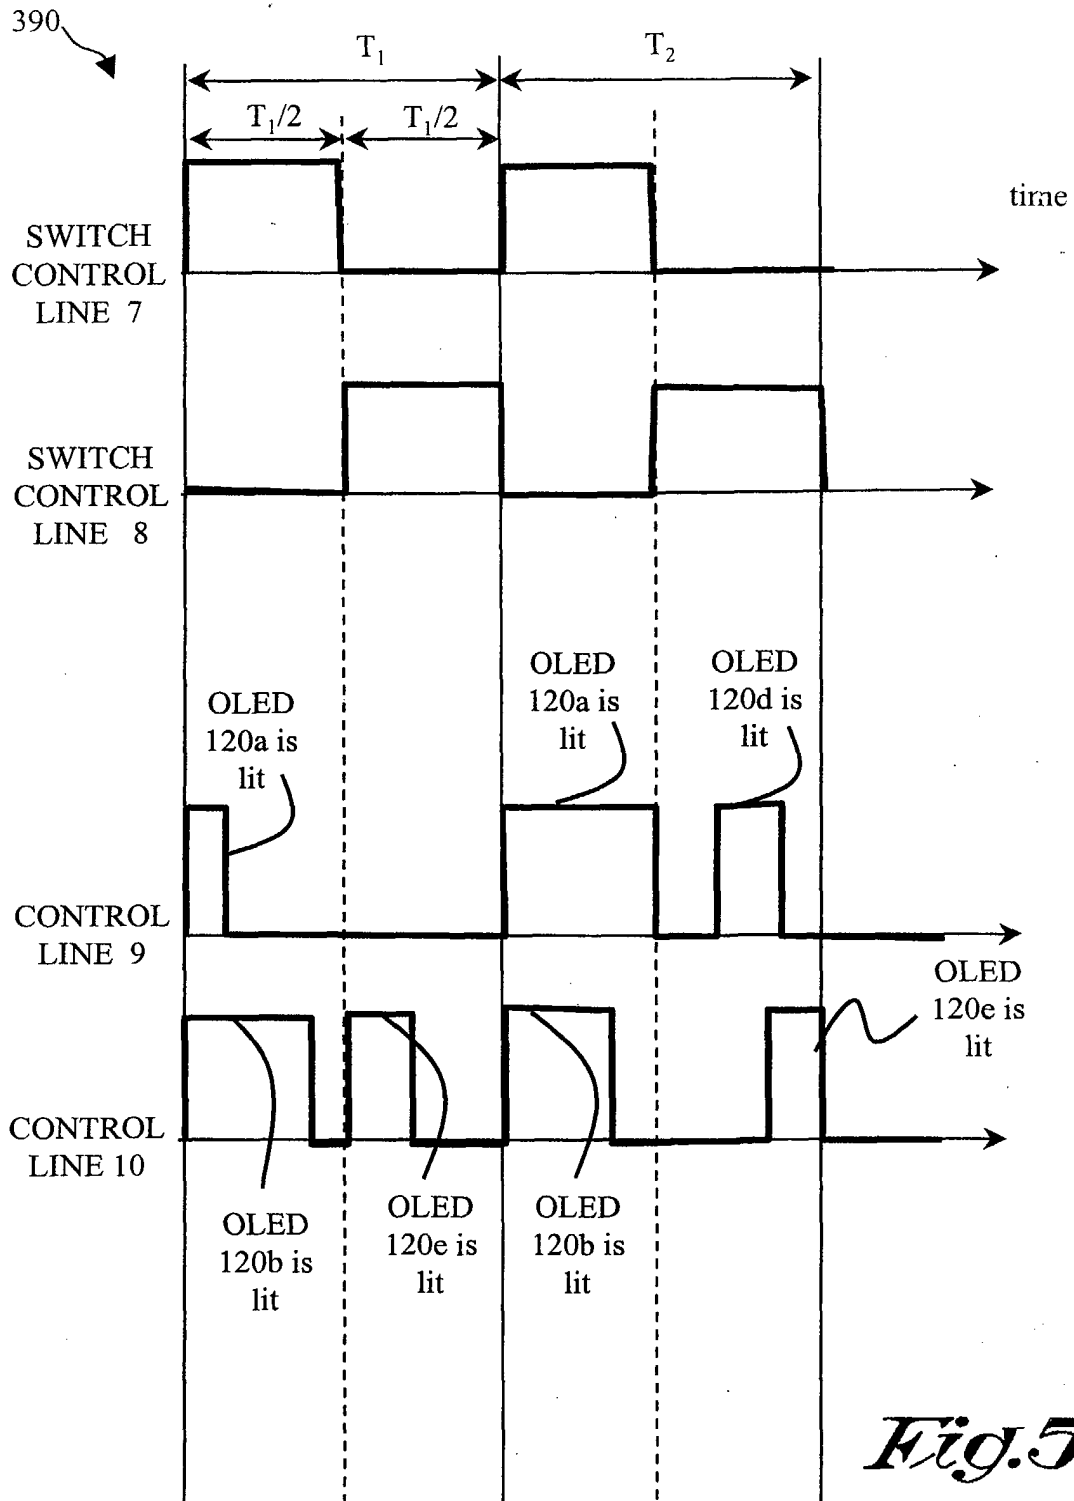 390
T1
T2
T1/2
T1/2
time
SWITCH
CONTROL
LINE 7
SWITCH
CONTROL
LINE 8
OLED
120a is
lit
OLED
120a is
lit
OLED
120d is
lit
CONTROL
LINE 9
OLED
120e is
lit
CONTROL
LINE 10
OLED
120b is
lit
OLED
120e is
lit
OLED
120b is
lit
Fig.5